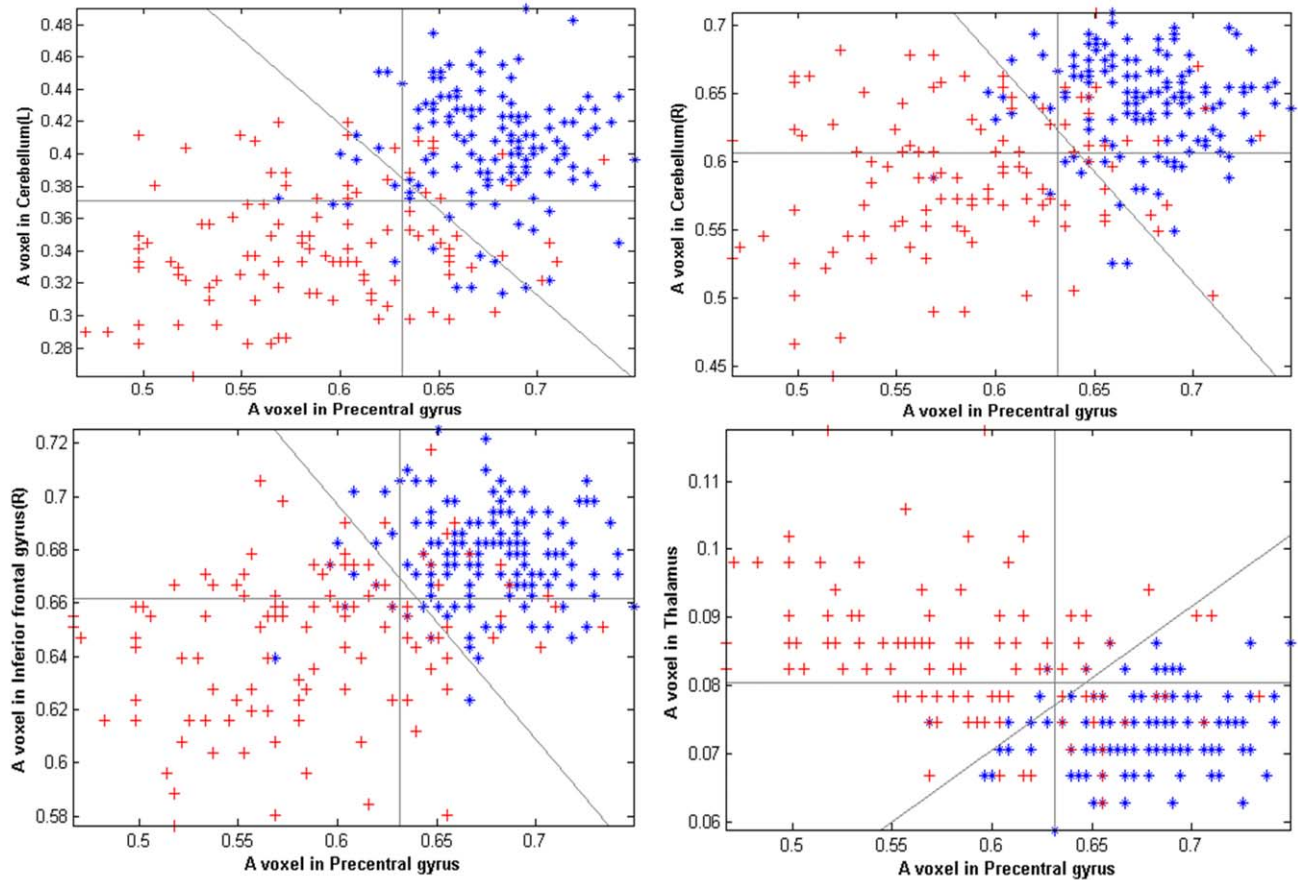 0.48
0.46
0.44
0.42
0.4
0.38
0.36
0.34
0.32
0.3
0.28
A voxel in Cerebellum(L)
0.5 0.55 0.6 0.65 0.7
A voxel in Precentral gyrus
0.7
0.65
0.6
0.55
0.5
0.45
A voxel in Cerebellum(R)
0.5 0.55 0.6 0.65 0.7
A voxel in Precentral gyrus
0.72
0.7
0.68
0.66
0.64
0.62
0.6
0.58
A voxel in Inferior frontal gyrus(R)
0.5 0.55 0.6 0.65 0.7
A voxel in Precentral gyrus
0.11
0.1
0.09
0.08
0.07
0.06
A voxel in Thalamus
0.5 0.55 0.6 0.65 0.7
A voxel in Precentral gyrus